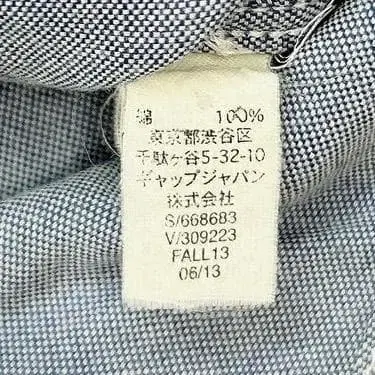 綿 100%
東京都渋谷区
千駄ヶ谷5-32-10
ギャップジャパン
株式会社
S/668683
V/309223
FALL13
06/13